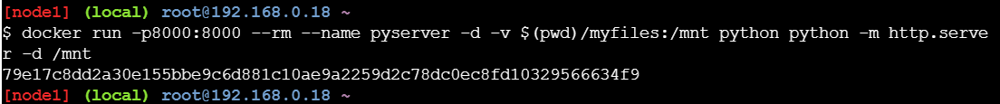 [node1] (local) root@192.168.0.18 ~
$ docker run -p8000:8000 --rm --name pyserver -d -v $(pwd)/myfiles:/mnt python python -m http.serve
r -d /mnt
79e17c8dd2a30e155bbe9c6d881c10ae9a2259d2c78dc0ec8fd10329566634f9
[node1] (local) root@192.168.0.18 ~